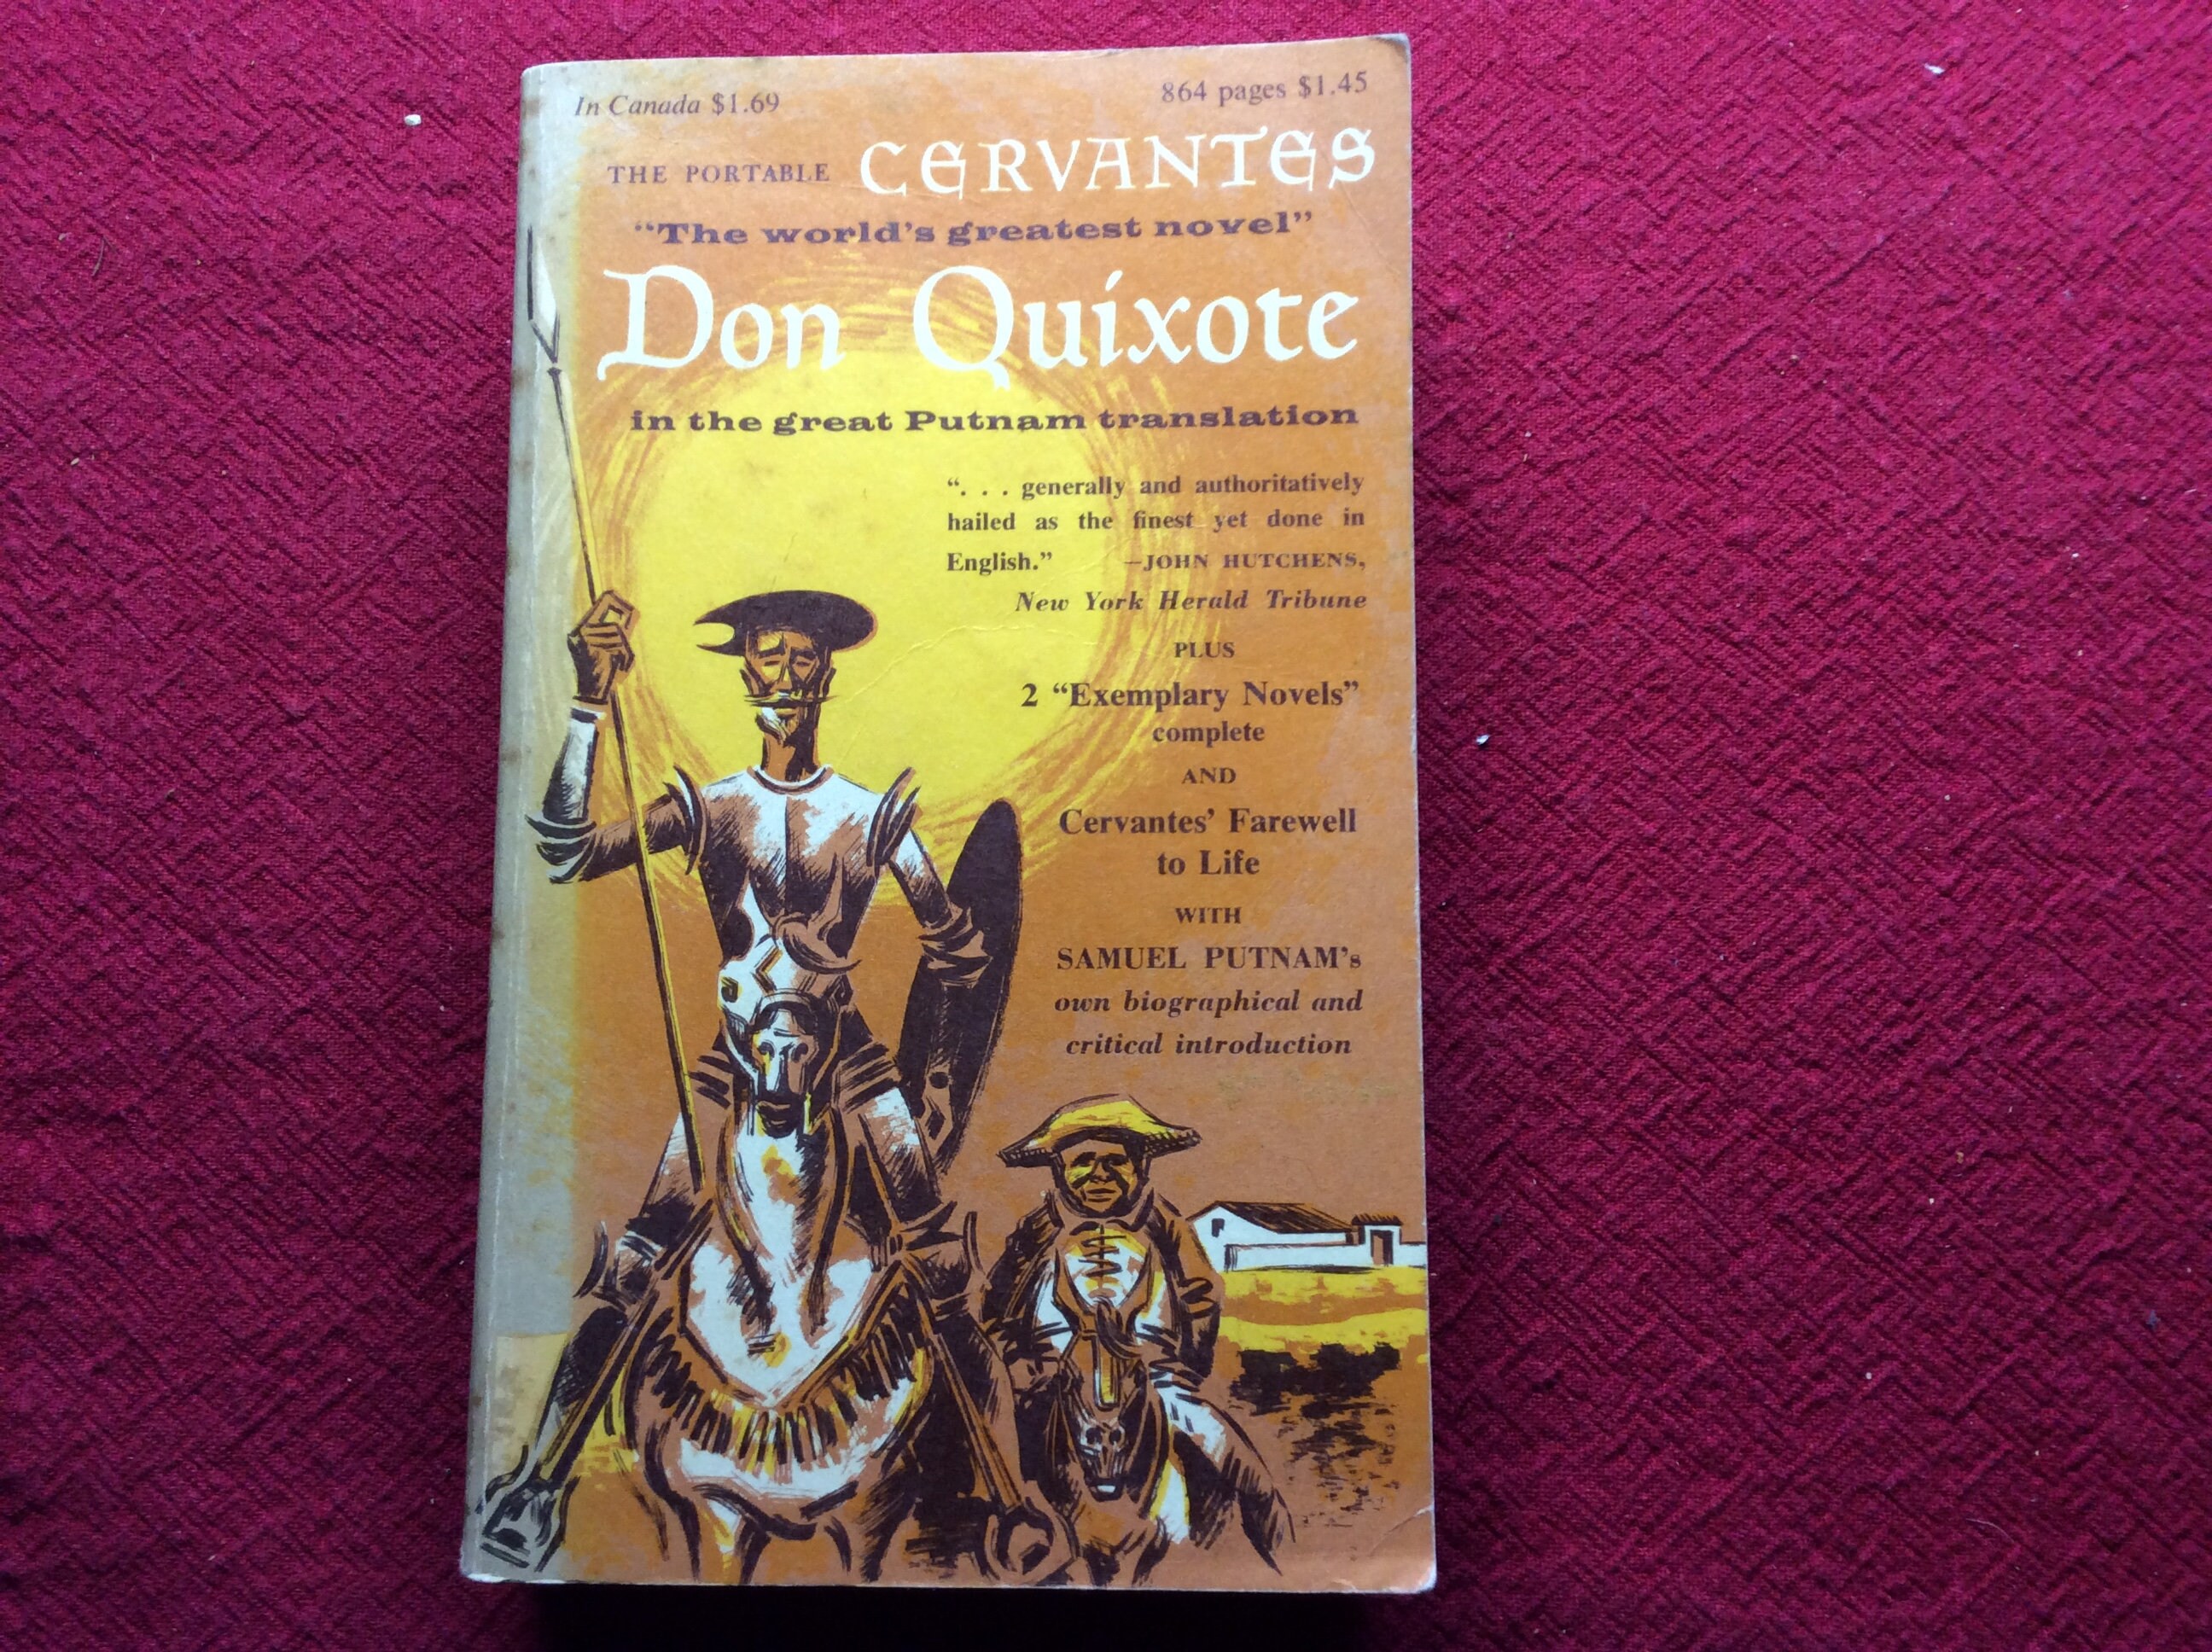 In Canada $1.69
864 pages $1.45
THE PORTABLE CERVANTES
“The world’s greatest novel”
Don Quixote
in the great Putnam translation
“. . . generally and authoritatively
hailed as the finest yet done in
English.” —JOHN HUTCHENS,
New York Herald Tribune
PLUS
2 “Exemplary Novels”
complete
AND
Cervantes’ Farewell
to Life
WITH
SAMUEL PUTNAM’s
own biographical and
critical introduction